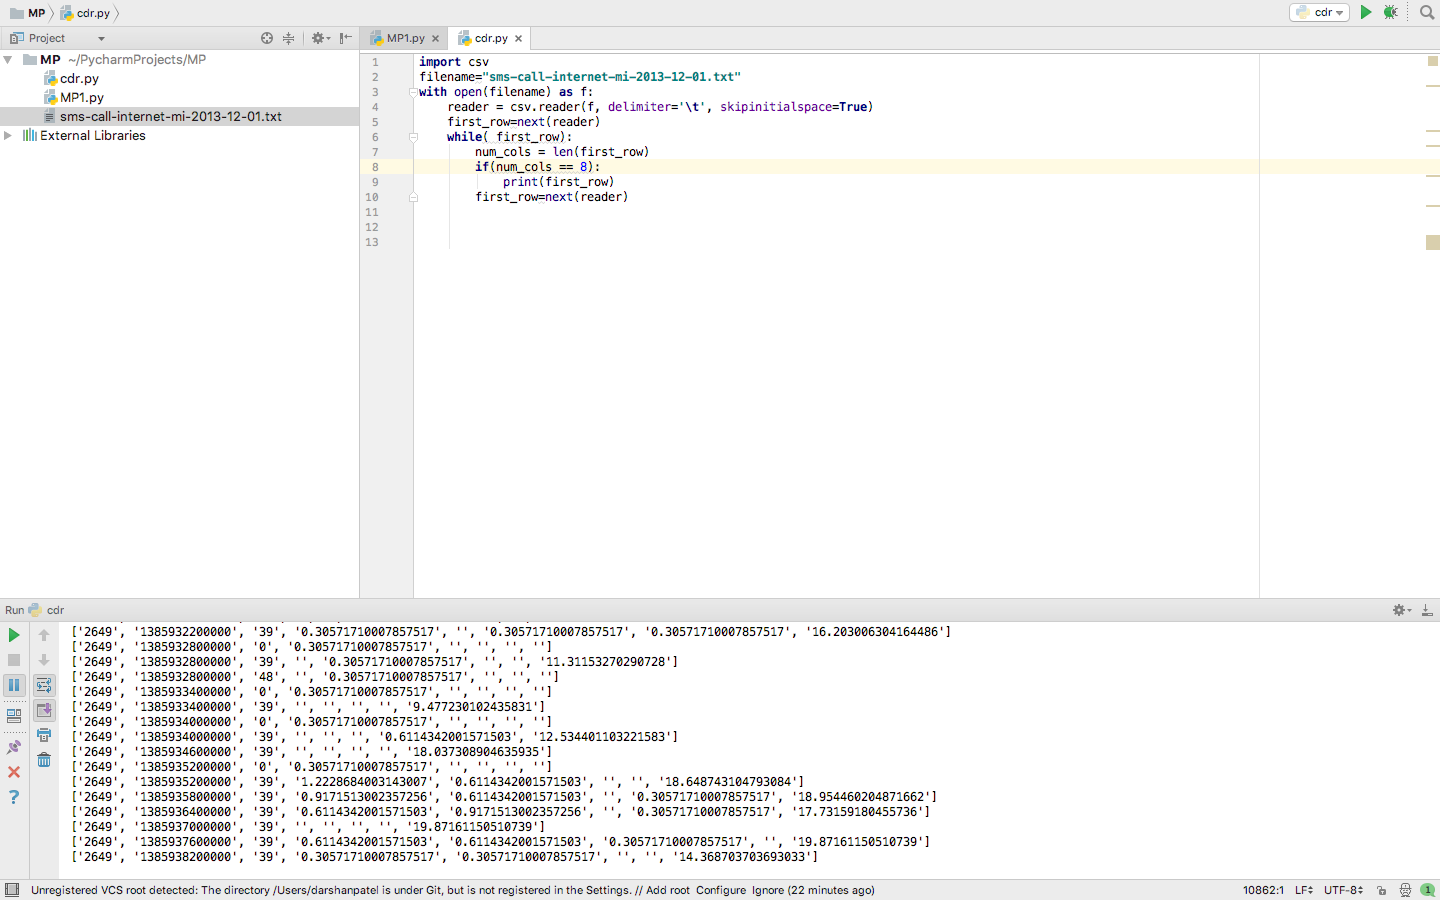 MP cdr.py
cdr
Project
MP1.py cdr.py
MP ~/PycharmProjects/MP
cdr.py
MP1.py
sms-call-internet-mi-2013-12-01.txt
External Libraries
1 import csv
2 filename="sms-call-internet-mi-2013-12-01.txt"
3 with open(filename) as f:
4 reader = csv.reader(f, delimiter='\t', skipinitialspace=True)
5 first_row=next(reader)
6 while( first_row):
7 num_cols = len(first_row)
8 if(num_cols == 8):
9 print(first_row)
10 first_row=next(reader)
11
12
13
Run cdr
['2649', '1385932200000', '39', '0.30571710007857517', '', '0.30571710007857517', '0.30571710007857517', '16.203006304164486']
['2649', '1385932800000', '0', '0.30571710007857517', '', '', '', '']
['2649', '1385932800000', '39', '', '0.30571710007857517', '', '', '11.31153270290728']
['2649', '1385932800000', '48', '', '0.30571710007857517', '', '', '']
['2649', '1385933400000', '0', '0.30571710007857517', '', '', '', '']
['2649', '1385933400000', '39', '', '', '', '', '9.477230102435831']
['2649', '1385934000000', '0', '0.30571710007857517', '', '', '', '']
['2649', '1385934000000', '39', '', '', '', '0.6114342001571503', '12.534401103221583']
['2649', '1385934600000', '39', '', '', '', '', '18.037308904635935']
['2649', '1385935200000', '0', '0.30571710007857517', '', '', '', '']
['2649', '1385935200000', '39', '1.2228684003143007', '0.6114342001571503', '', '', '18.648743104793084']
['2649', '1385935800000', '39', '0.9171513002357256', '0.6114342001571503', '', '0.30571710007857517', '18.954460204871662']
['2649', '1385936400000', '39', '0.6114342001571503', '0.9171513002357256', '', '0.30571710007857517', '17.73159180455736']
['2649', '1385937000000', '39', '', '', '', '', '19.87161150510739']
['2649', '1385937600000', '39', '0.6114342001571503', '0.6114342001571503', '0.30571710007857517', '', '19.87161150510739']
['2649', '1385938200000', '39', '0.30571710007857517', '0.30571710007857517', '', '', '14.368703703693033']
Unregistered VCS root detected: The directory /Users/darshanpatel is under Git, but is not registered in the Settings. // Add root Configure Ignore (22 minutes ago) 10862:1 LF UTF-8 1